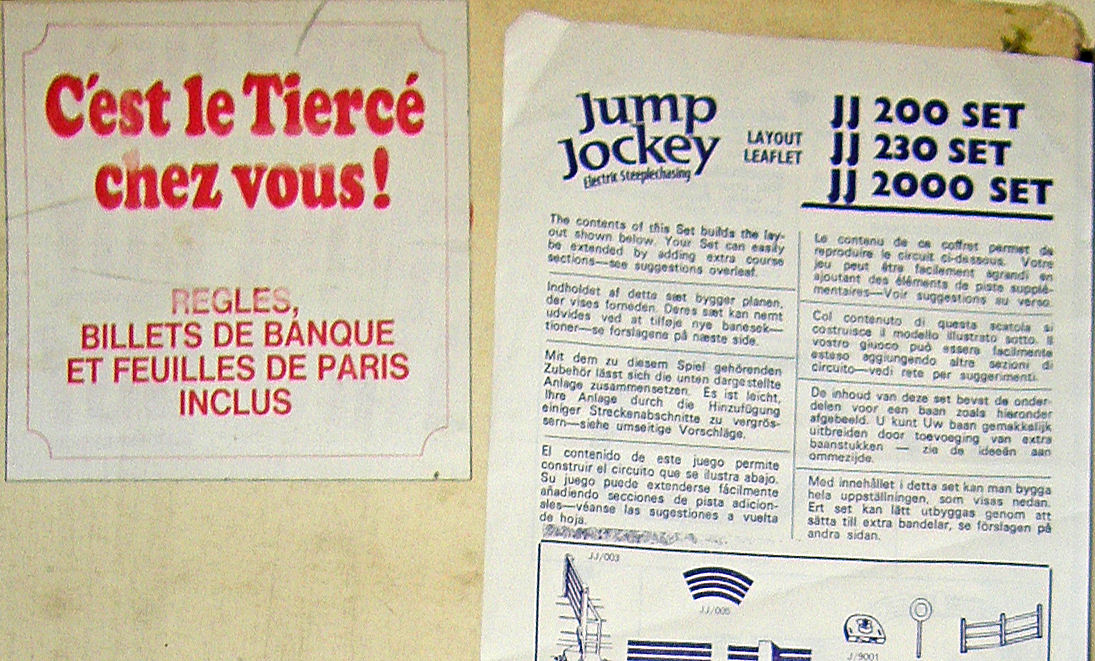 C'est le Tiercé
chez vous!
REGLES,
BILLETS DE BANQUE
ET FEUILLES DE PARIS
INCLUS
Jump
Jockey
Electric Steeplechasing
LAYOUT
LEAFLET
JJ 200 SET
JJ 230 SET
JJ 2000 SET
The contents of this Set builds the lay-
out shown below. Your Set can easily
be extended by adding extra course
sections—see suggestions overleaf.
Indholdet af dette sæt bygger planen,
der vises forneden. Deres sæt kan nemt
udvides ved at tilføje nye banesek—
tioner—se forslagene på næste side.
Mit dem zu diesem Spiel gehörenden
Zubehör lässt sich die unten dargestellte
Anlage zusammensetzen. Es ist leicht,
Ihre Anlage durch die Hinzufügung
einiger Streckenabschnitte zu vergrös-
sern—siehe umseitige Vorschläge.
El contenido de este juego permite
construir el circuito que se ilustra abajo.
Su juego puede extenderse fácilmente
añadiendo secciones de pista adicion-
ales—véanse las sugestiones a vuelta
de hoja.
Le contenu de ce coffret permet de
reproduire le circuit ci-dessous. Votre
jeu peut être facilement agrandi en
ajoutant des éléments de piste supplé-
mentaires—Voir suggestions au verso.
Col contenuto di questa scatola si
costruisce il modello illustrato sotto. Il
vostro giuoco può essere facilmente
esteso aggiungendo altre sezioni di
circuito—vedi rete per suggerimenti.
De inhoud van deze set bevst de onder-
delen voor een baan zoals hieronder
afgebeeld. U kunt Uw baan gemakkelijk
uitbreiden door toevoeging van extra
baanstukken — zie de ideeën aan
ommezijde.
Med innehållet i detta set kan man bygga
hela uppställningen, som visas nedan.
Ert set kan lätt utbyggas genom att
sätta till extra bandelar, se förslagen på
andra sidan.
JJ/003
JJ/005
J/9001